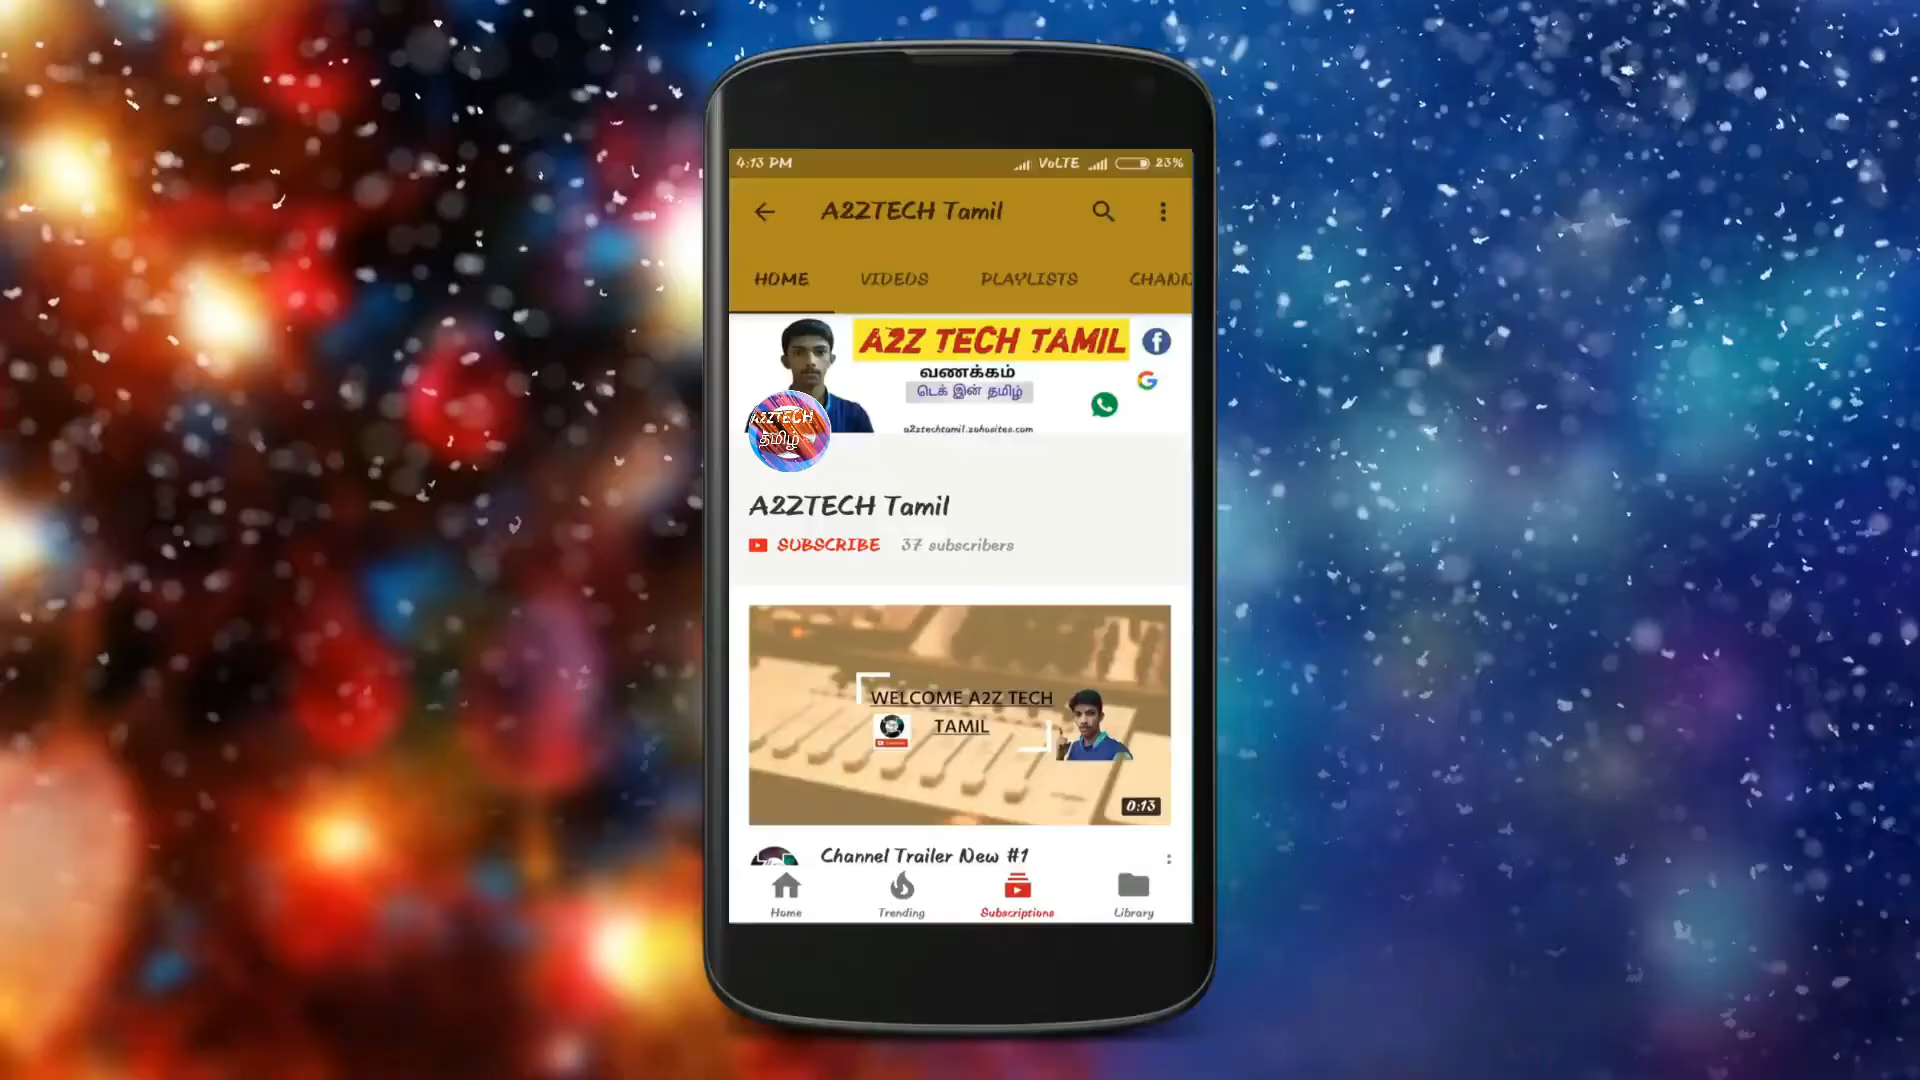 4:13 PM
VoLTE
23%
A2ZTECH Tamil
HOME
VIDEOS
PLAYLISTS
CHANN
A2Z TECH TAMIL
வணக்கம்
டெக் இன் தமிழ்
a2ztechtamil.zohosites.com
A2ZTECH
தமிழ்
A2ZTECH Tamil
SUBSCRIBE
37 subscribers
WELCOME A2Z TECH
TAMIL
0:13
Channel Trailer New #1
Home
Trending
Subscriptions
Library